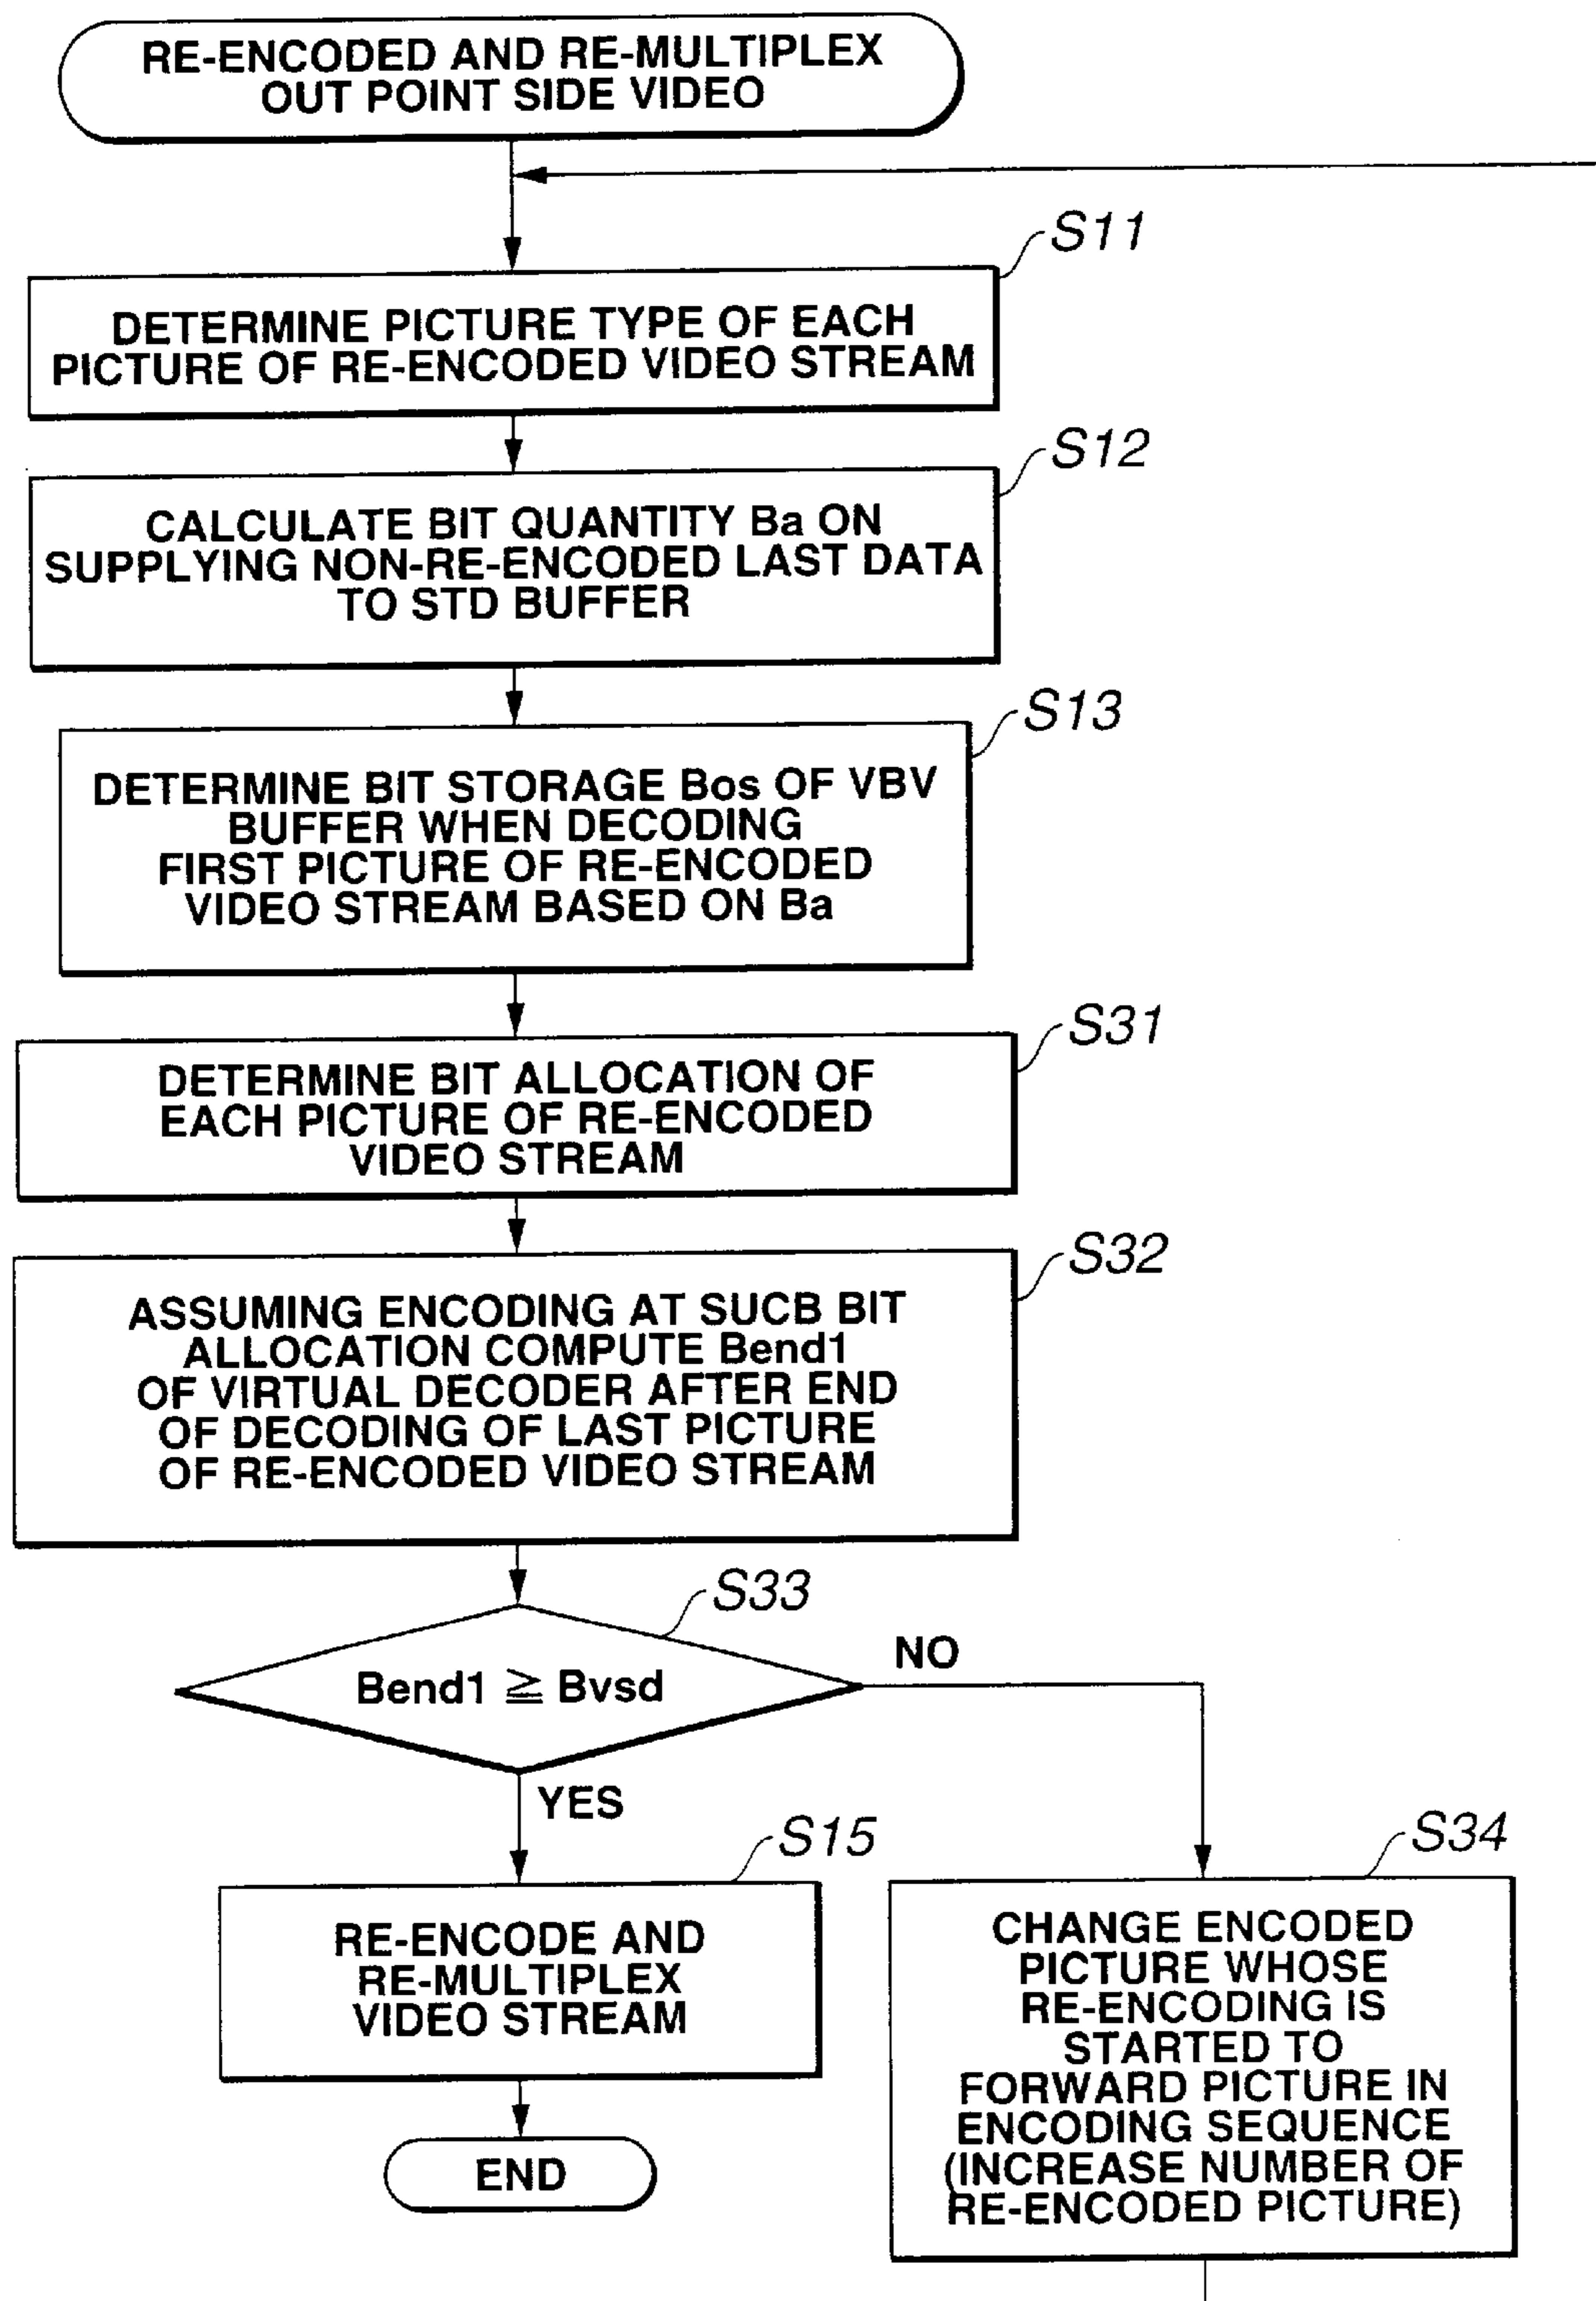 RE-ENCODED AND RE-MULTIPLEX
OUT POINT SIDE VIDEO
S11
DETERMINE PICTURE TYPE OF EACH
PICTURE OF RE-ENCODED VIDEO STREAM
S12
CALCULATE BIT QUANTITY Ba ON
SUPPLYING NON-RE-ENCODED LAST DATA
TO STD BUFFER
S13
DETERMINE BIT STORAGE Bos OF VBV
BUFFER WHEN DECODING
FIRST PICTURE OF RE-ENCODED
VIDEO STREAM BASED ON Ba
S31
DETERMINE BIT ALLOCATION OF
EACH PICTURE OF RE-ENCODED
VIDEO STREAM
S32
ASSUMING ENCODING AT SUCB BIT
ALLOCATION COMPUTE Bend1
OF VIRTUAL DECODER AFTER END
OF DECODING OF LAST PICTURE
OF RE-ENCODED VIDEO STREAM
S33
Bend1 ≧ Bvsd
NO
YES
S15
RE-ENCODE AND
RE-MULTIPLEX
VIDEO STREAM
END
S34
CHANGE ENCODED
PICTURE WHOSE
RE-ENCODING IS
STARTED TO
FORWARD PICTURE IN
ENCODING SEQUENCE
(INCREASE NUMBER OF
RE-ENCODED PICTURE)